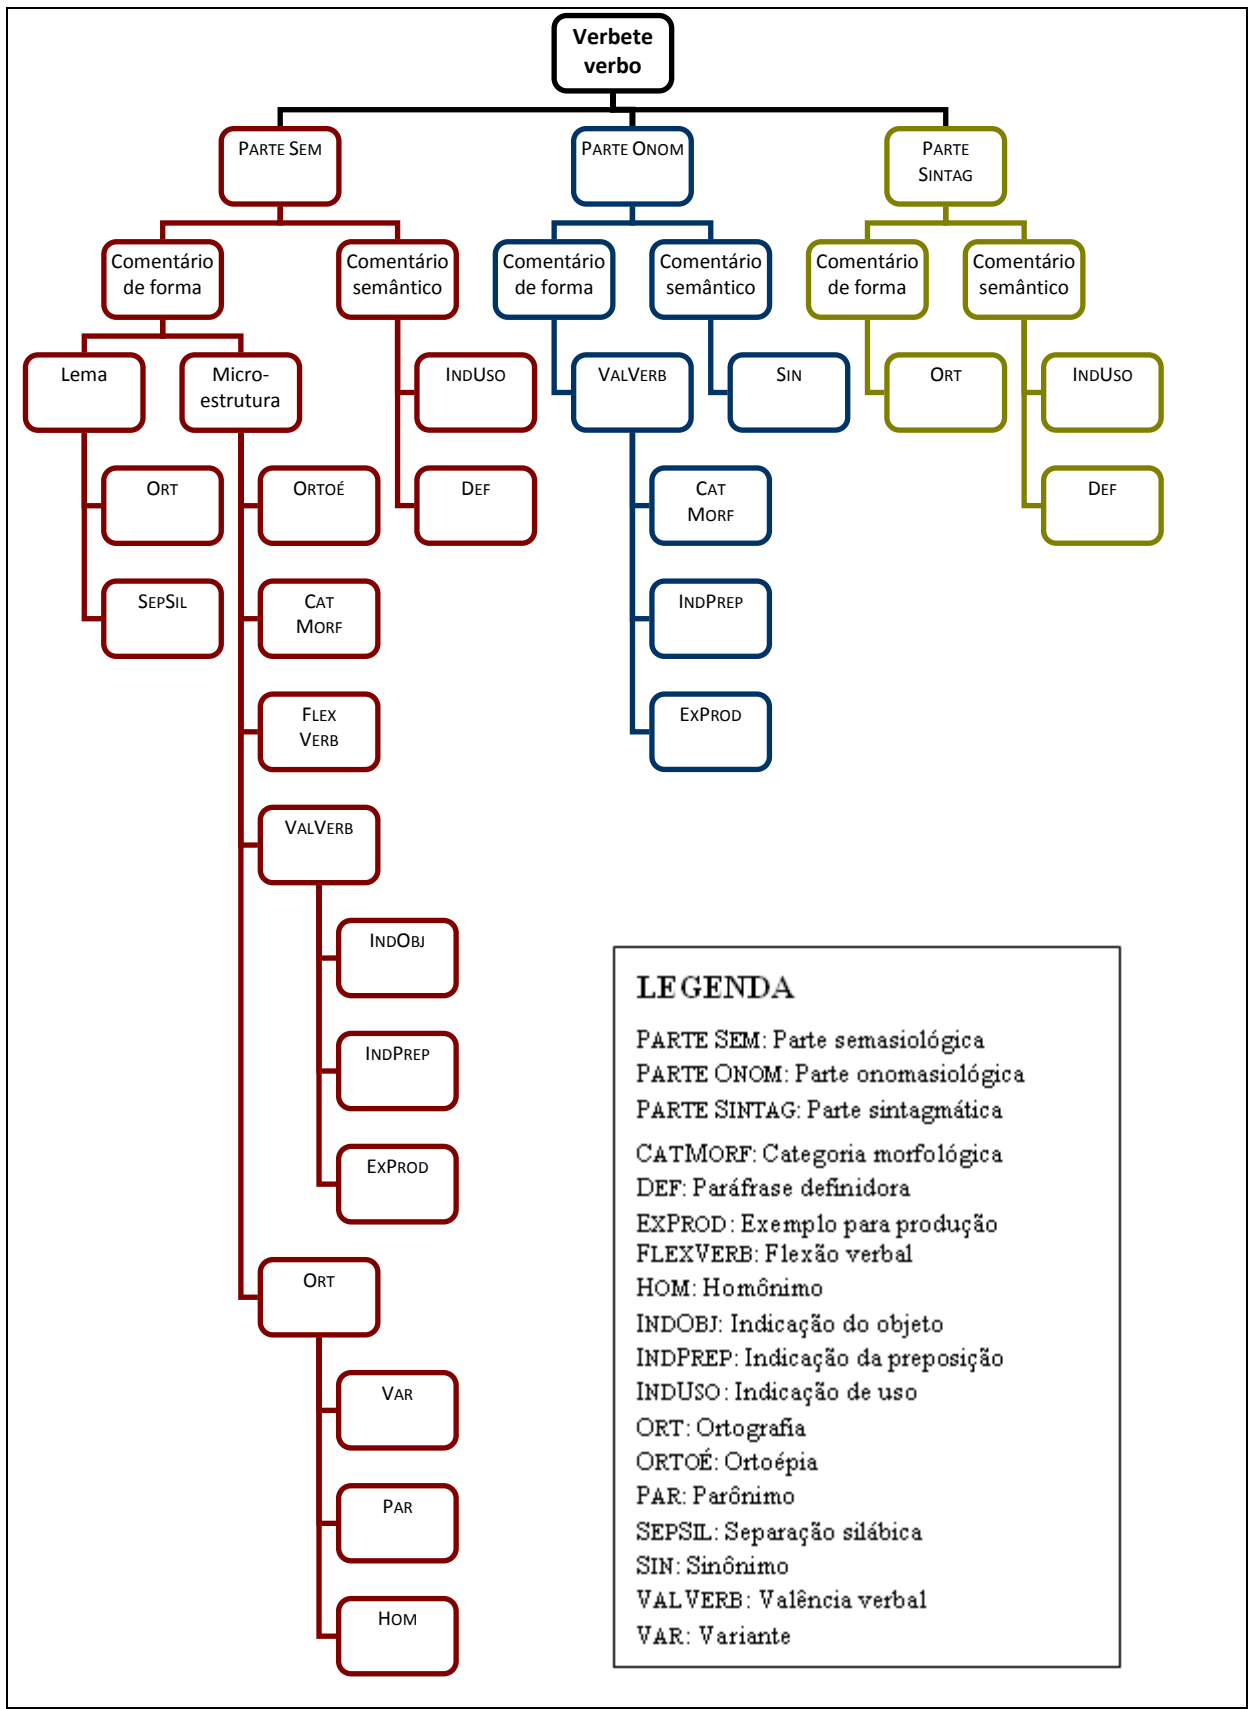 Verbete
verbo
PARTE SEM
PARTE ONOM
PARTE
SINTAG
Comentário
de forma
Comentário
semântico
Comentário
de forma
Comentário
semântico
Comentário
de forma
Comentário
semântico
Lema
Micro-
estrutura
INDUSO
VALVERB
SIN
ORT
INDUSO
ORT
ORTOÉ
DEF
CAT
MORF
DEF
SEPSIL
CAT
MORF
INDPREP
FLEX
VERB
EXPROD
VALVERB
INDOBJ
INDPREP
EXPROD
ORT
VAR
PAR
HOM
LEGENDA
PARTE SEM: Parte semasiológica
PARTE ONOM: Parte onomasiológica
PARTE SINTAG: Parte sintagmática
CATMORF: Categoria morfológica
DEF: Paráfrase definidora
EXPROD: Exemplo para produção
FLEXVERB: Flexão verbal
HOM: Homônimo
INDOBJ: Indicação do objeto
INDPREP: Indicação da preposição
INDUSO: Indicação de uso
ORT: Ortografia
ORTOÉ: Ortoépia
PAR: Parônimo
SEPSIL: Separação silábica
SIN: Sinônimo
VALVERB: Valência verbal
VAR: Variante